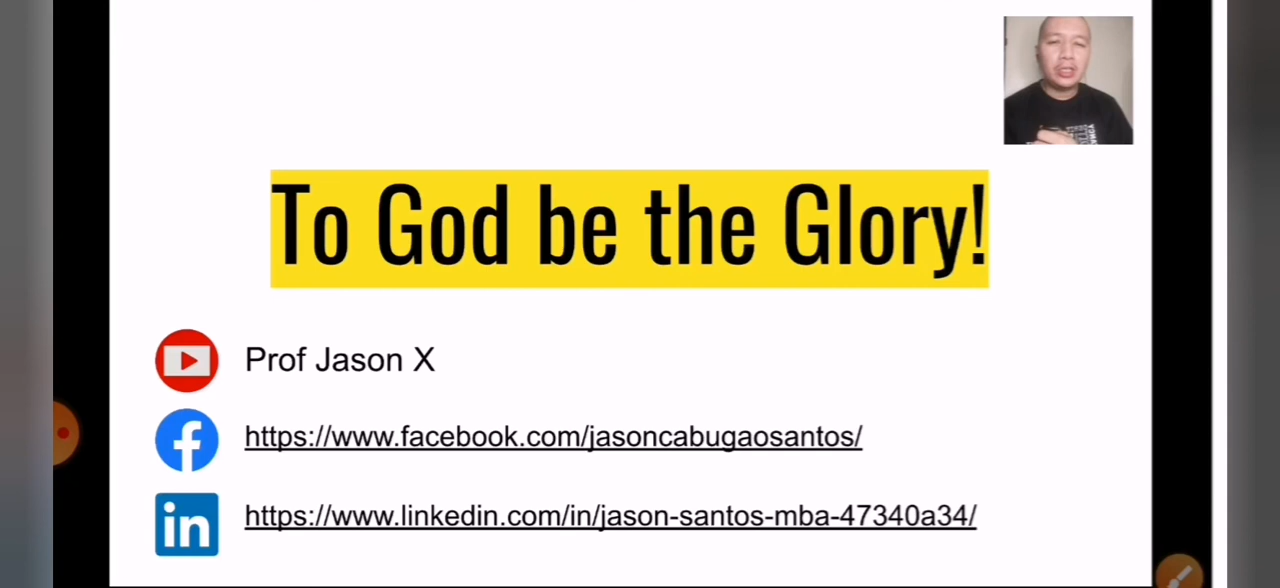 To God be the Glory!
Prof Jason X
https://www.facebook.com/jasoncabugaosantos/
https://www.linkedin.com/in/jason-santos-mba-47340a34/